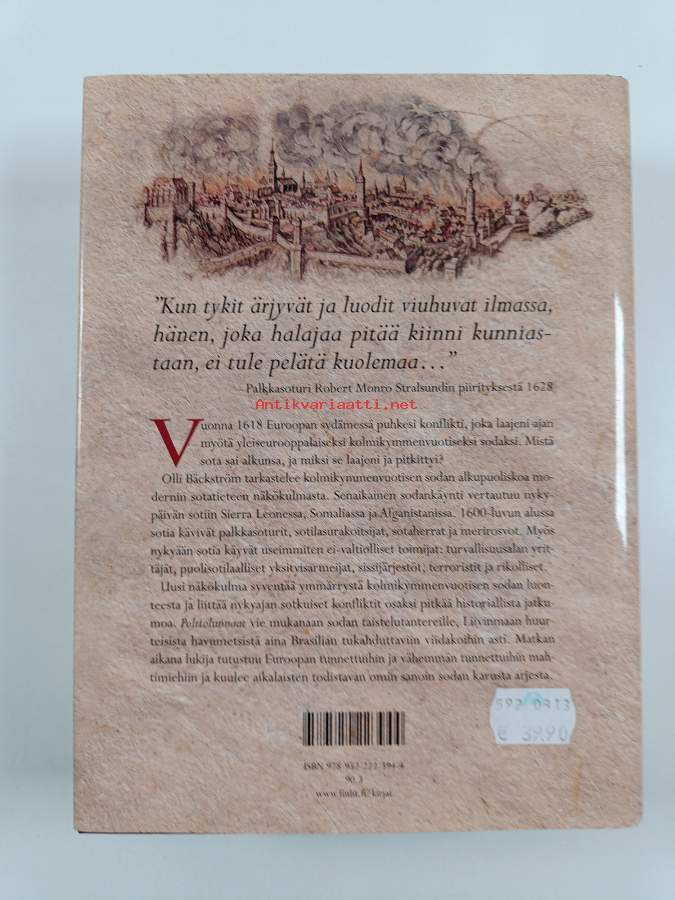 ”Kun tykit ärjyvät ja luodit viuhuvat ilmassa,
hänen, joka halajaa pitää kiinni kunnias-
taan, ei tule pelätä kuolemaa…”
—Palkkasoturi Robert Monro Stralsundin piirityksestä 1628
Antikvariaatti.net
Vuonna 1618 Euroopan sydämessä puhkesi konflikti, joka laajeni ajan
myötä yleiseurooppalaiseksi kolmikymmenvuotiseksi sodaksi. Mistä
sota sai alkunsa, ja miksi se laajeni ja pitkittyi?
Olli Bäckström tarkastelee kolmikymmenvuotisen sodan alkupuoliskoa mo-
dernin sotatieteen näkökulmasta. Senaikainen sodankäynti vertautuu nyky-
päivän sotiin Sierra Leonessa, Somaliassa ja Afganistanissa. 1600-luvun alussa
sotia kävivät palkkasoturit, sotilasurakoitsijat, sotaherrat ja merirosvot. Myös
nykyään sotia käyvät useimmiten ei-valtiolliset toimijat: turvallisuusalan yrit-
täjät, puolisotilaalliset yksityisarmeijat, sissijärjestöt, terroristit ja rikolliset.
Uusi näkökulma syventää ymmärrystä kolmikymmenvuotisen sodan luon-
teesta ja liittää nykyajan sotkuiset konfliktit osaksi pitkää historiallista jatku-
moa. Polttolunnaat vie mukanaan sodan taistelutantereille, Liivinmaan huur-
teisista havumetsistä aina Brasilian tukahduttaviin viidakoihin asti. Matkan
aikana lukija tutustuu Euroopan tunnettuihin ja vähemmän tunnettuihin mah-
timiehiin ja kuulee aikalaisten todistavan omin sanoin sodan karusta arjesta.
592 0313
€ 39.90
ISBN 978-952-222-394-4
90.3
www.finlit.fi/kirjat